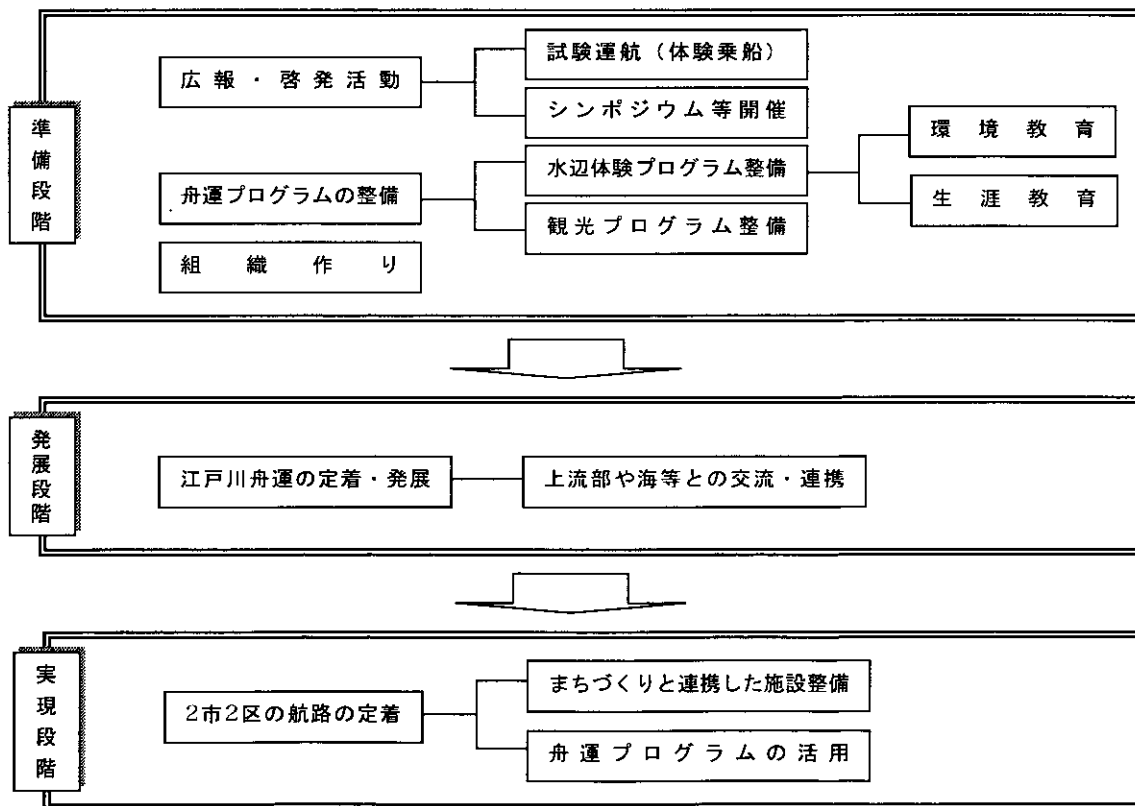 準備段階
広報・啓発活動
試験運航（体験乗船）
シンポジウム等開催
舟運プログラムの整備
水辺体験プログラム整備
環境教育
生涯教育
観光プログラム整備
組織作り
発展段階
江戸川舟運の定着・発展
上流部や海等との交流・連携
実現段階
2市2区の航路の定着
まちづくりと連携した施設整備
舟運プログラムの活用